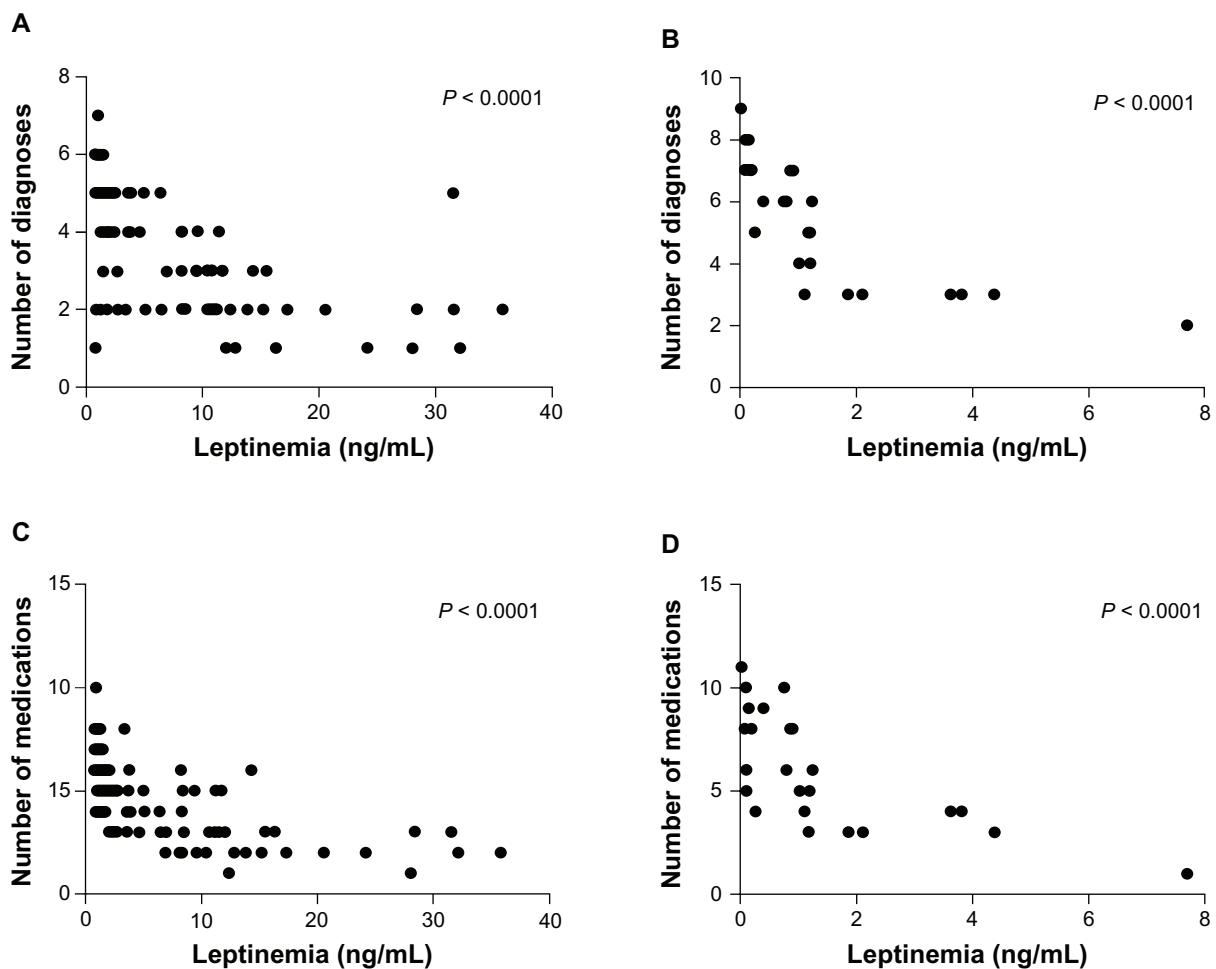 A
B
8
6
4
2
0
Number of diagnoses
P < 0.0001
0
10
20
30
40
Leptinemia (ng/mL)
10
8
6
4
2
0
Number of diagnoses
P < 0.0001
0
2
4
6
8
Leptinemia (ng/mL)
C
D
15
10
15
0
Number of medications
P < 0.0001
0
10
20
30
40
Leptinemia (ng/mL)
15
10
5
0
Number of medications
P < 0.0001
0
2
4
6
8
Leptinemia (ng/mL)